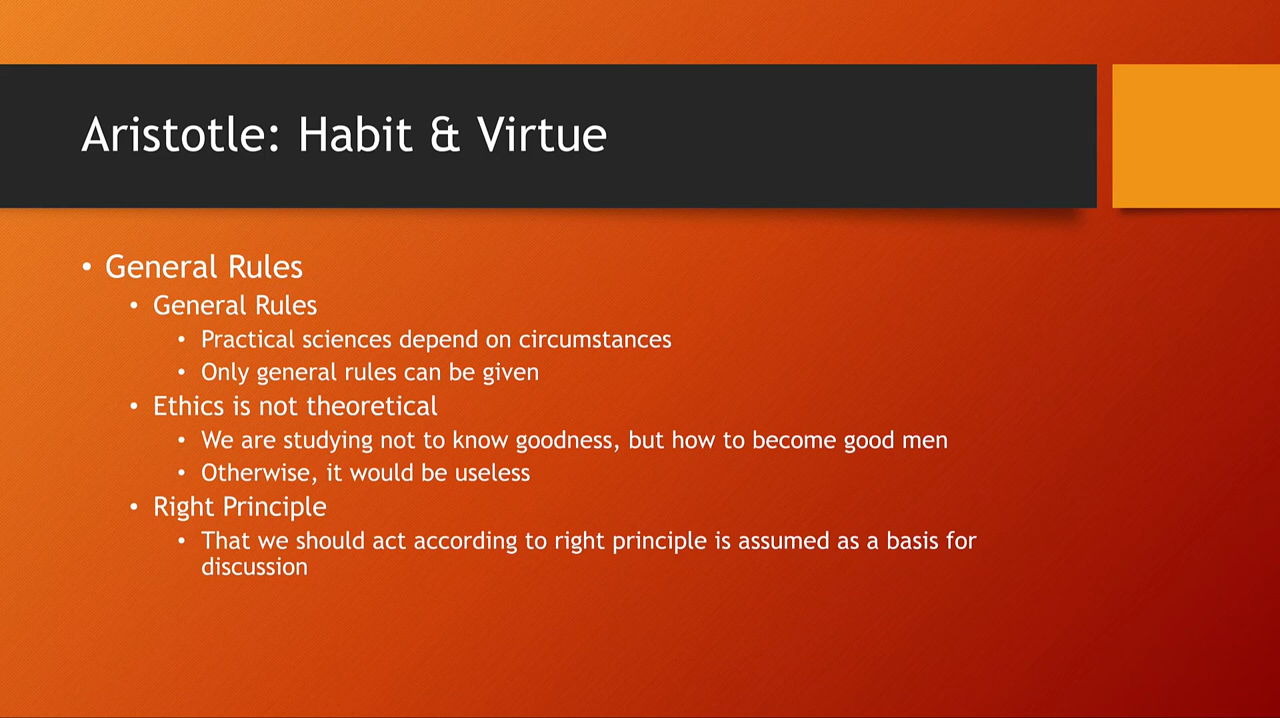 Aristotle: Habit & Virtue
• General Rules
• General Rules
• Practical sciences depend on circumstances
• Only general rules can be given
• Ethics is not theoretical
• We are studying not to know goodness, but how to become good men
• Otherwise, it would be useless
• Right Principle
• That we should act according to right principle is assumed as a basis for
discussion